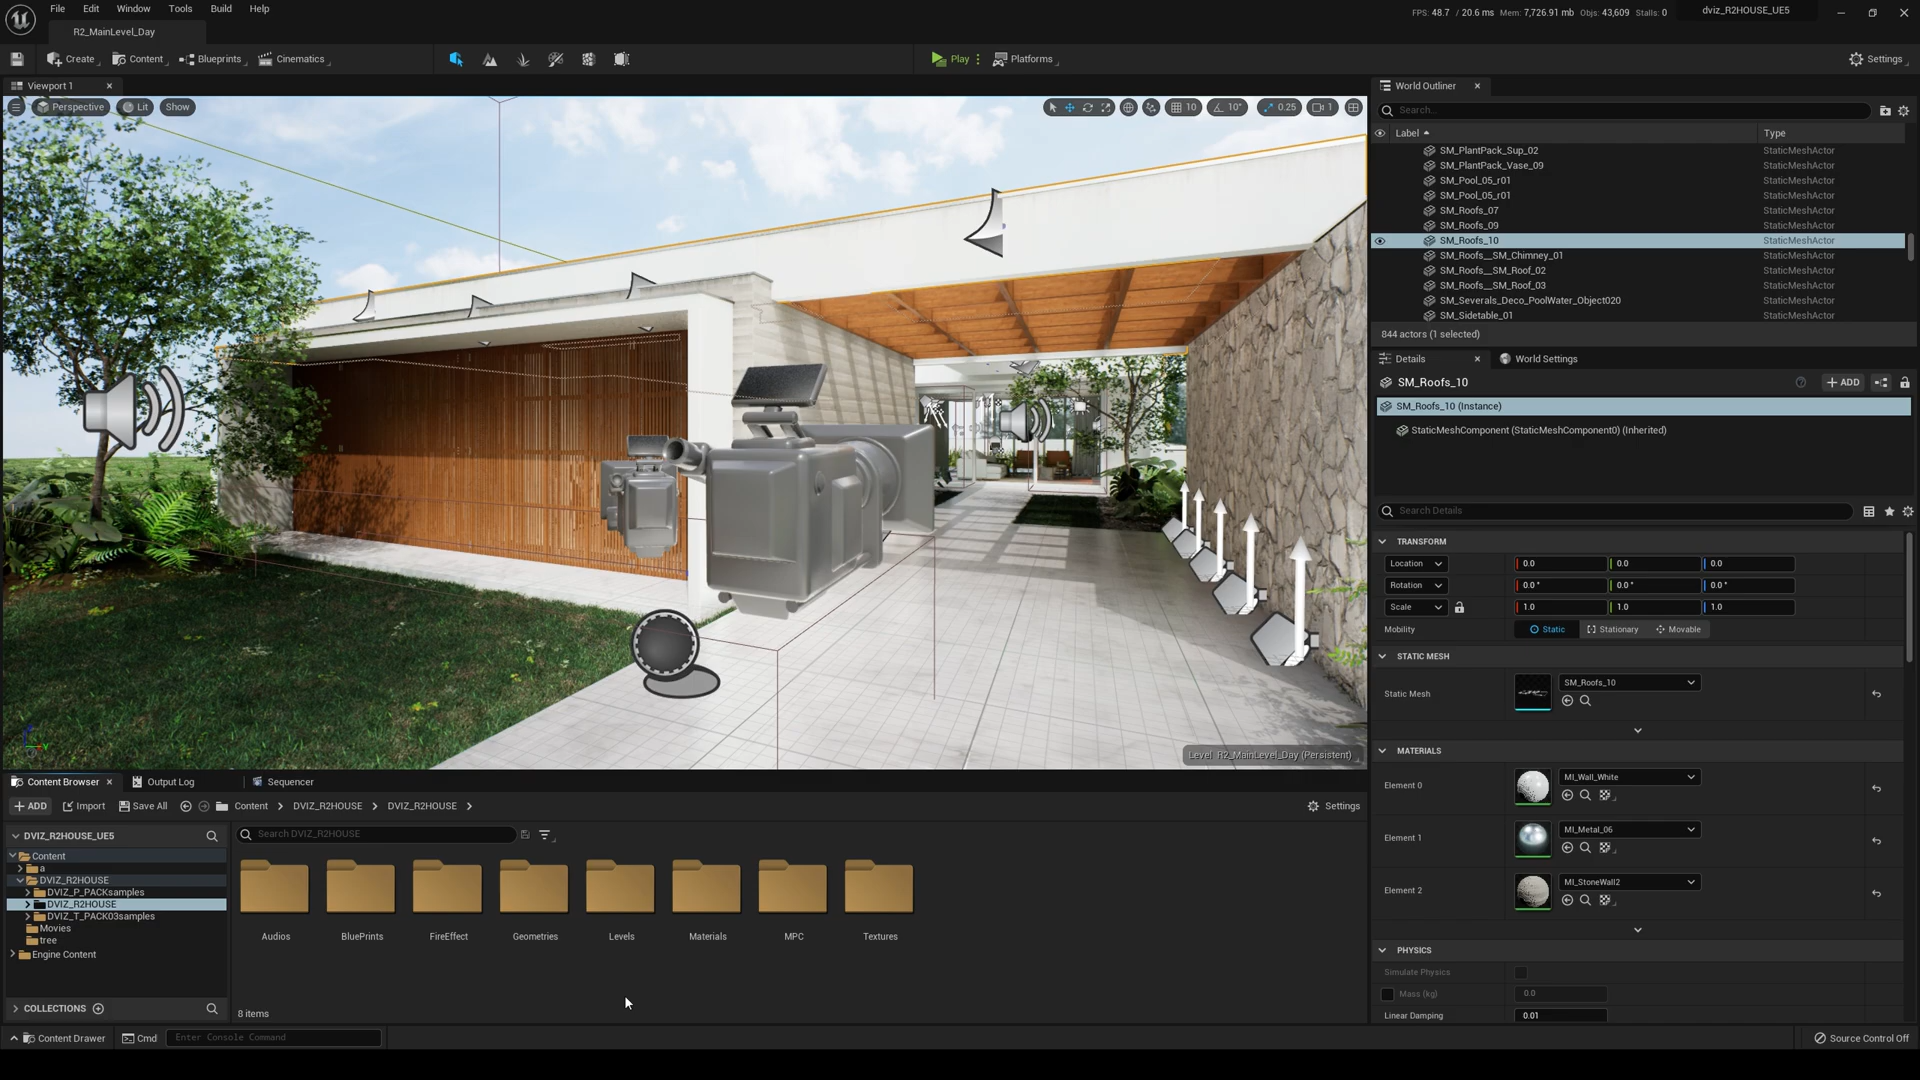 File Edit Window Tools Build Help
FPS: 48.7 / 20.6 ms Mem: 7,726.91 mb Objs: 43,609 Stalls: 0
dviz_R2HOUSE_UE5
R2_MainLevel_Day
Create Content Blueprints Cinematics Play Platforms Settings
Viewport 1
Perspective Lit Show 10 10° 0.25 1
Level: R2_MainLevel_Day (Persistent)
World Outliner
Search...
Label Type
SM_PlantPack_Sup_02 StaticMeshActor
SM_PlantPack_Vase_09 StaticMeshActor
SM_Pool_05_r01 StaticMeshActor
SM_Pool_05_r01 StaticMeshActor
SM_Roofs_07 StaticMeshActor
SM_Roofs_09 StaticMeshActor
SM_Roofs_10 StaticMeshActor
SM_Roofs__SM_Chimney_01 StaticMeshActor
SM_Roofs__SM_Roof_02 StaticMeshActor
SM_Roofs__SM_Roof_03 StaticMeshActor
SM_Severals_Deco_PoolWater_Object020 StaticMeshActor
SM_Sidetable_01 StaticMeshActor
844 actors (1 selected)
Details World Settings
SM_Roofs_10 + ADD
SM_Roofs_10 (Instance)
StaticMeshComponent (StaticMeshComponent0) (Inherited)
Search Details
TRANSFORM
Location 0.0 0.0 0.0
Rotation 0.0 ° 0.0 ° 0.0 °
Scale 1.0 1.0 1.0
Mobility Static Stationary Movable
STATIC MESH
Static Mesh SM_Roofs_10
MATERIALS
Element 0 MI_Wall_White
Element 1 MI_Metal_06
Element 2 MI_StoneWall2
PHYSICS
Simulate Physics
Mass (kg) 0.0
Linear Damping 0.01
Content Browser Output Log Sequencer
+ ADD Import Save All Content DVIZ_R2HOUSE DVIZ_R2HOUSE Settings
DVIZ_R2HOUSE_UE5
Content
a
DVIZ_R2HOUSE
DVIZ_P_PACKsamples
DVIZ_R2HOUSE
DVIZ_T_PACK03samples
Movies
tree
Engine Content
COLLECTIONS
Search DVIZ_R2HOUSE
Audios BluePrints FireEffect Geometries Levels Materials MPC Textures
8 items
Content Drawer Cmd Enter Console Command Source Control Off